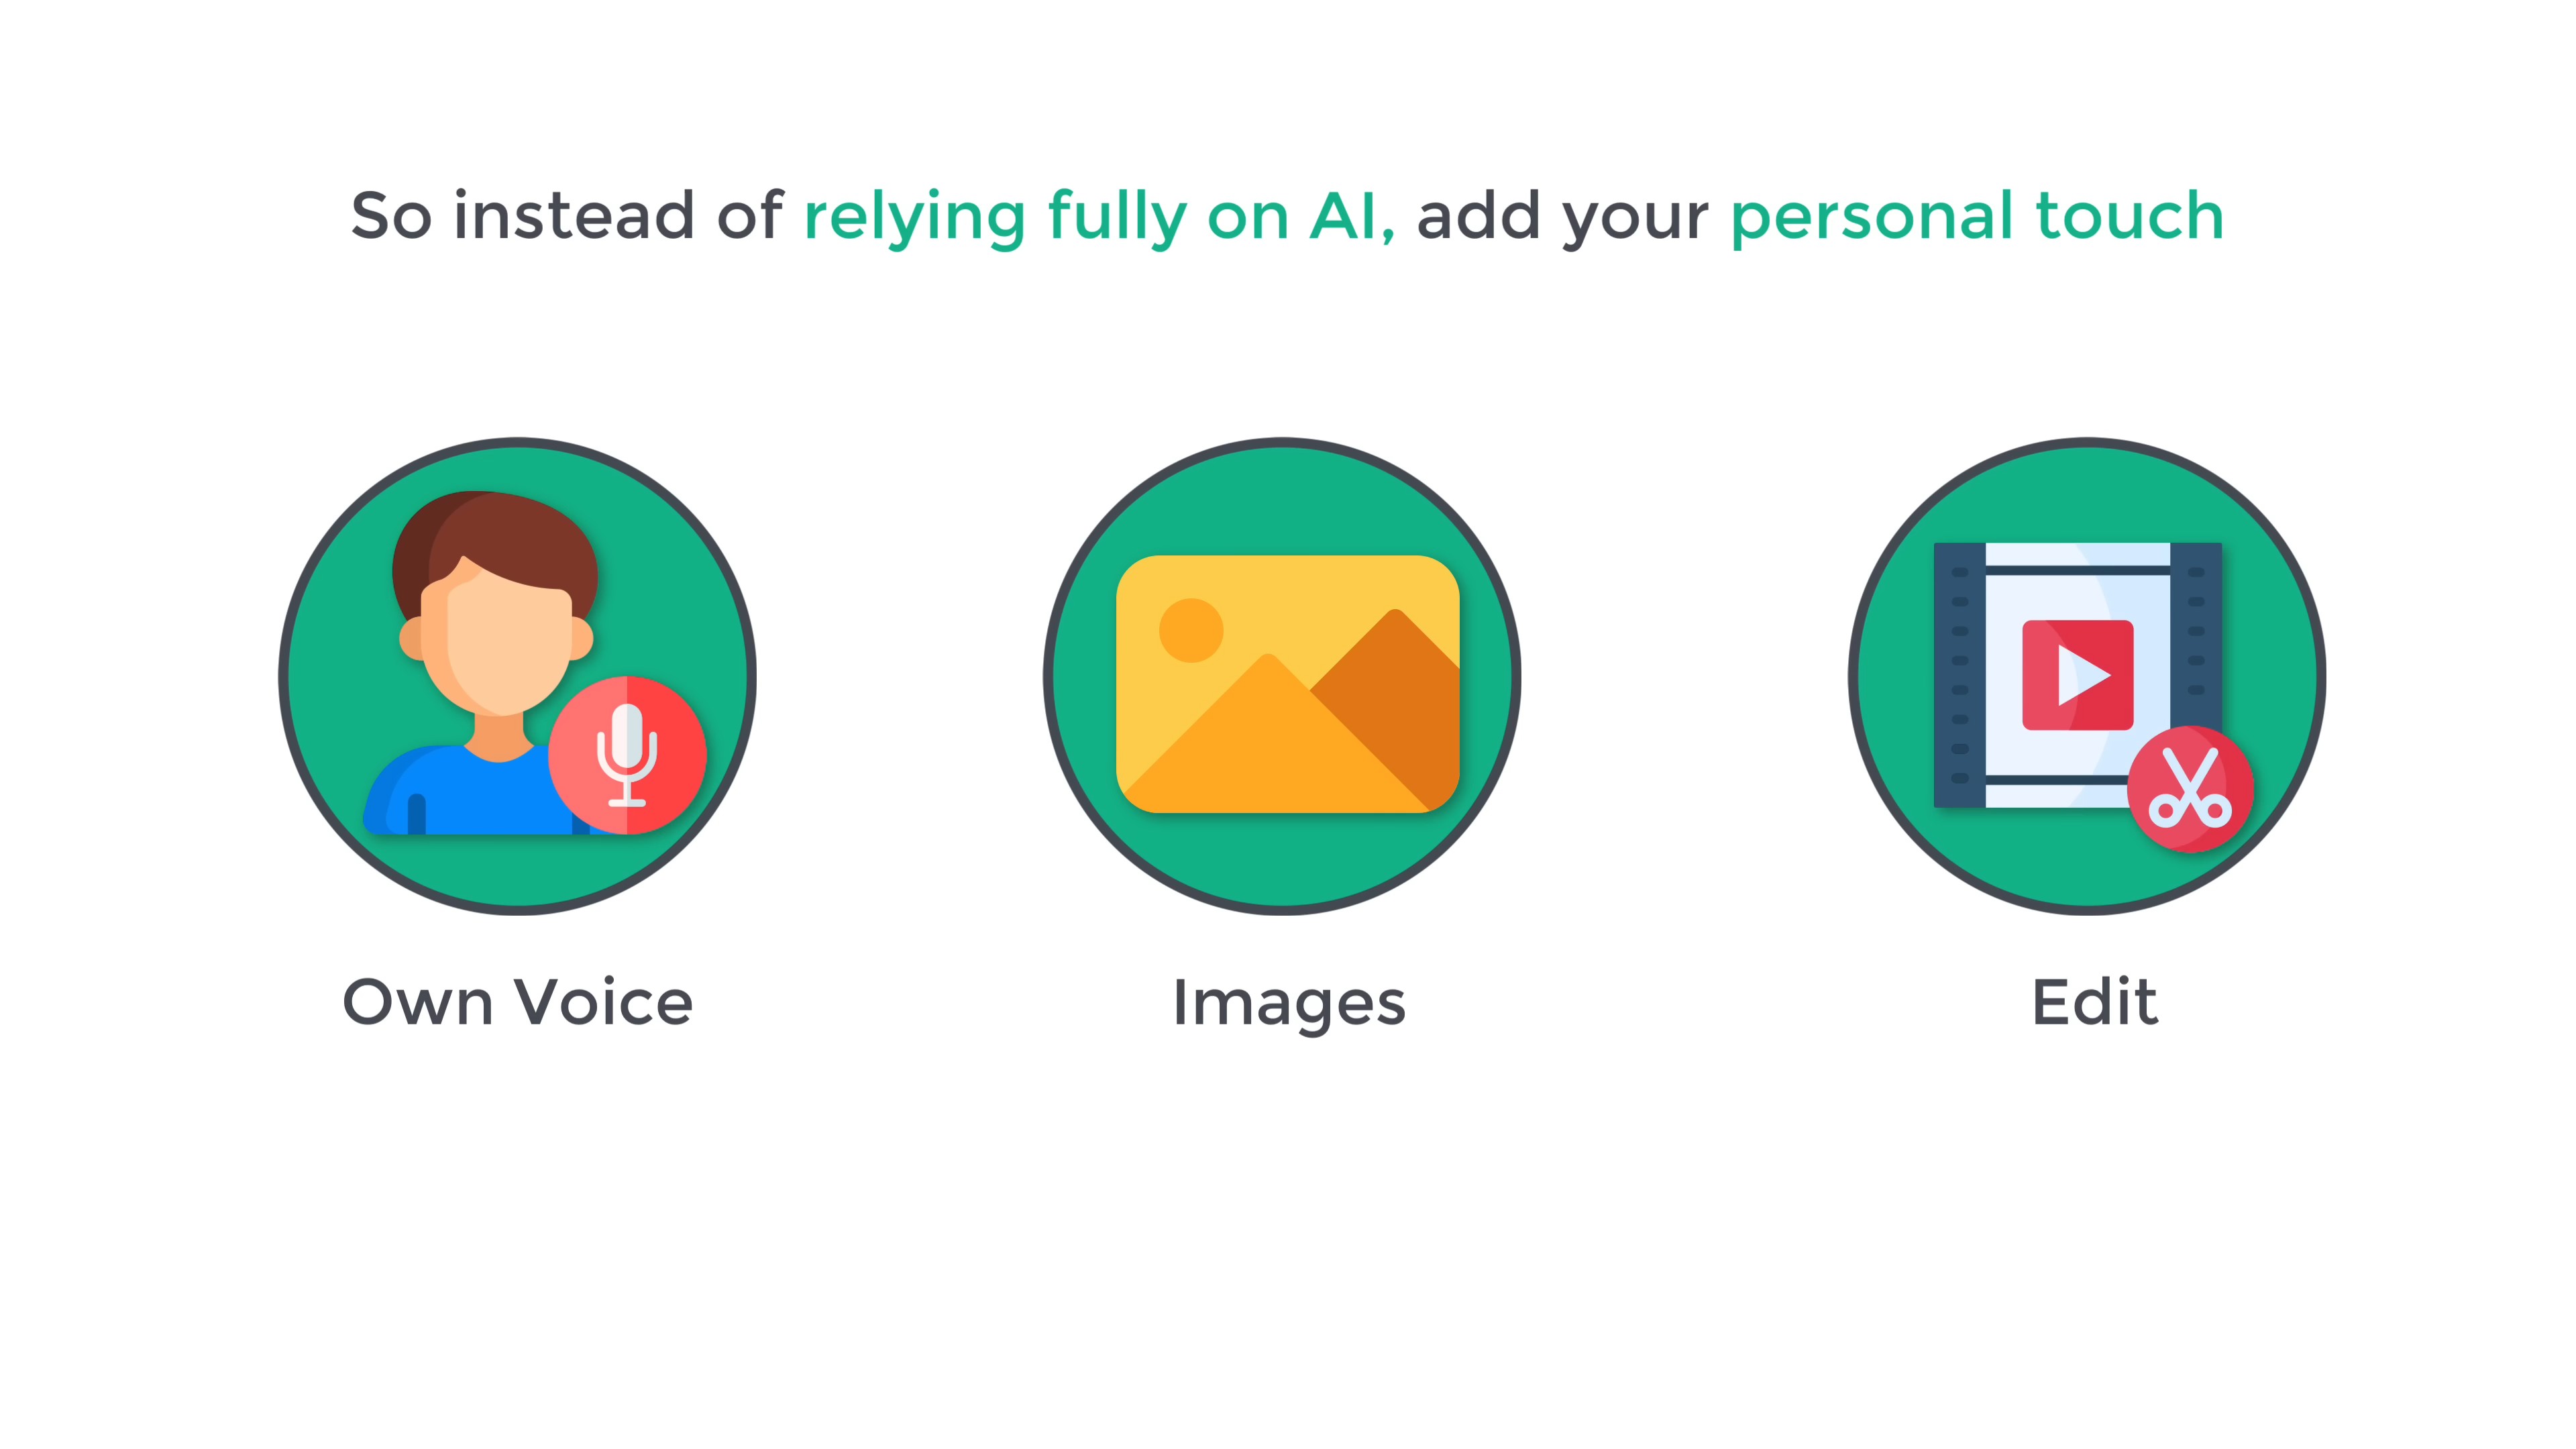 So instead of relying fully on AI, add your personal touch
Own Voice
Images
Edit